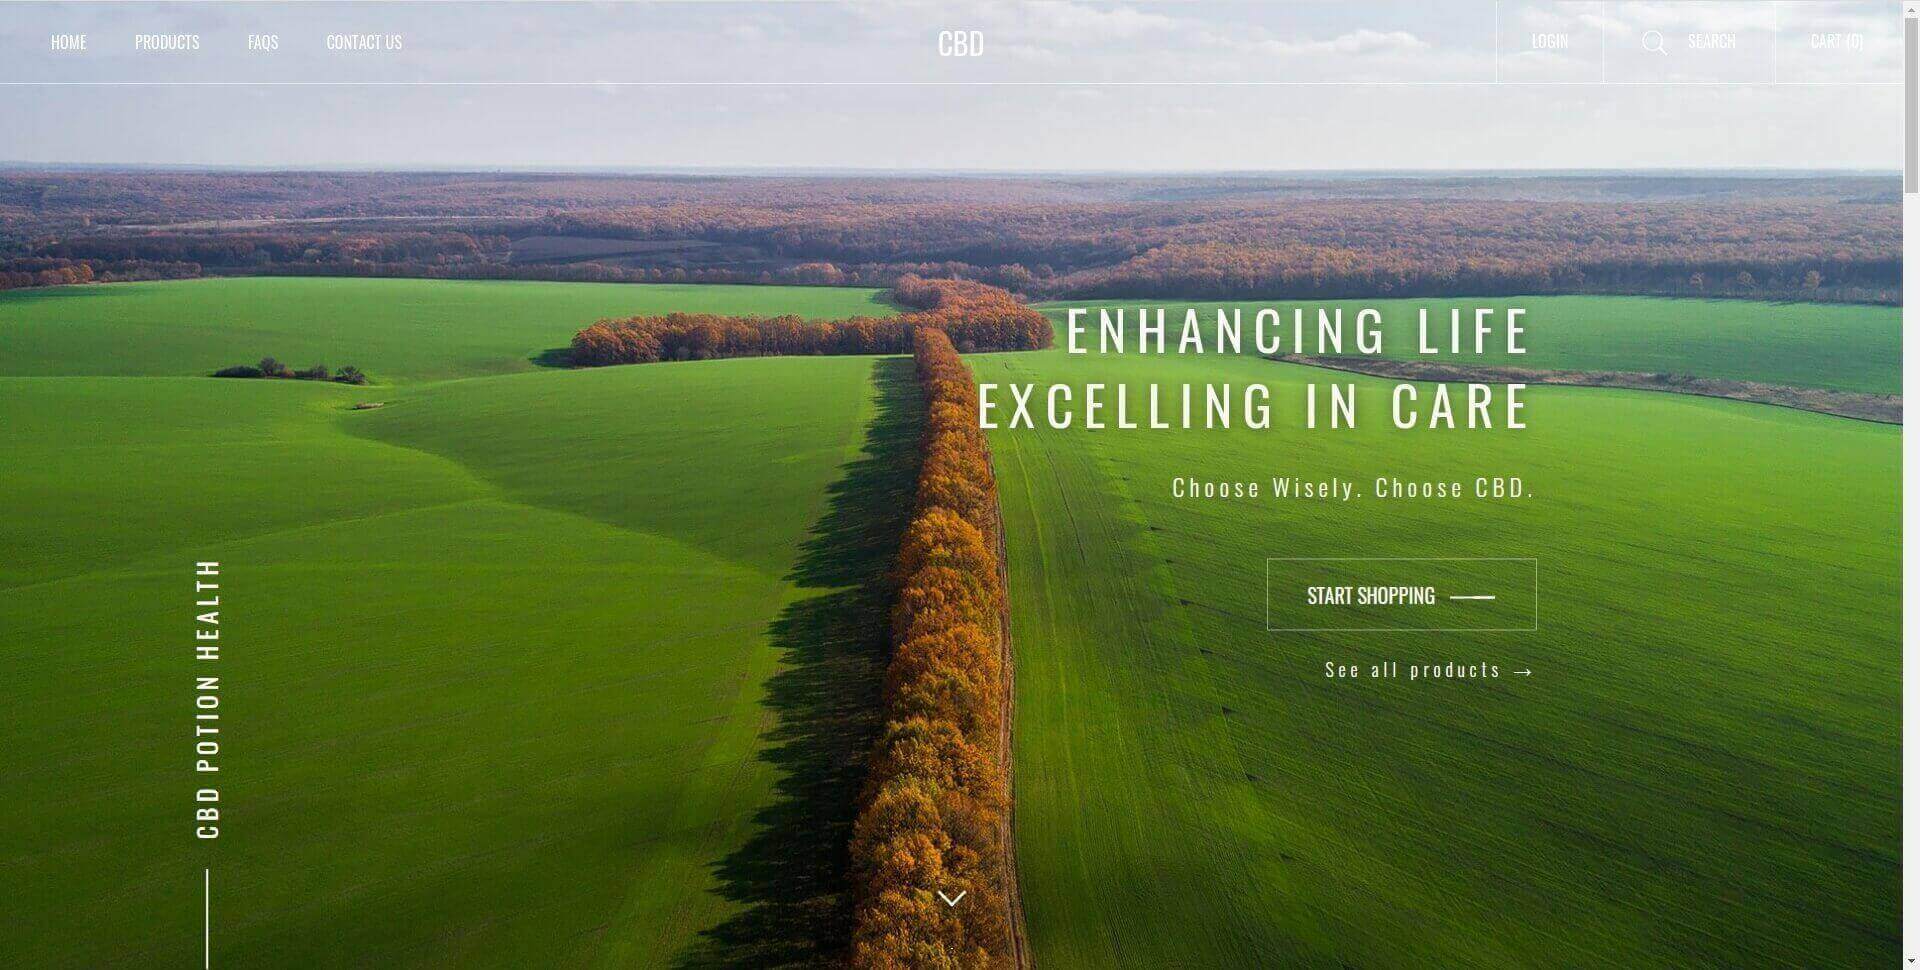 HOME
PRODUCTS
FAQS
CONTACT US
CBD
LOGIN
SEARCH
CART (0)
ENHANCING LIFE
EXCELLING IN CARE
Choose Wisely. Choose CBD.
START SHOPPING
See all products →
CBD POTION HEALTH